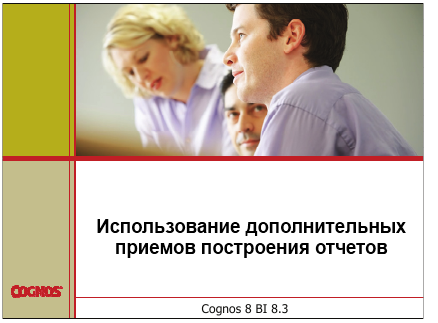 Использование дополнительных
приемов построения отчетов
COGNOS®
Cognos 8 BI 8.3